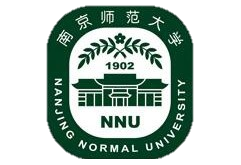 南京师范大学
1902
NNU
NANJING NORMAL UNIVERSITY